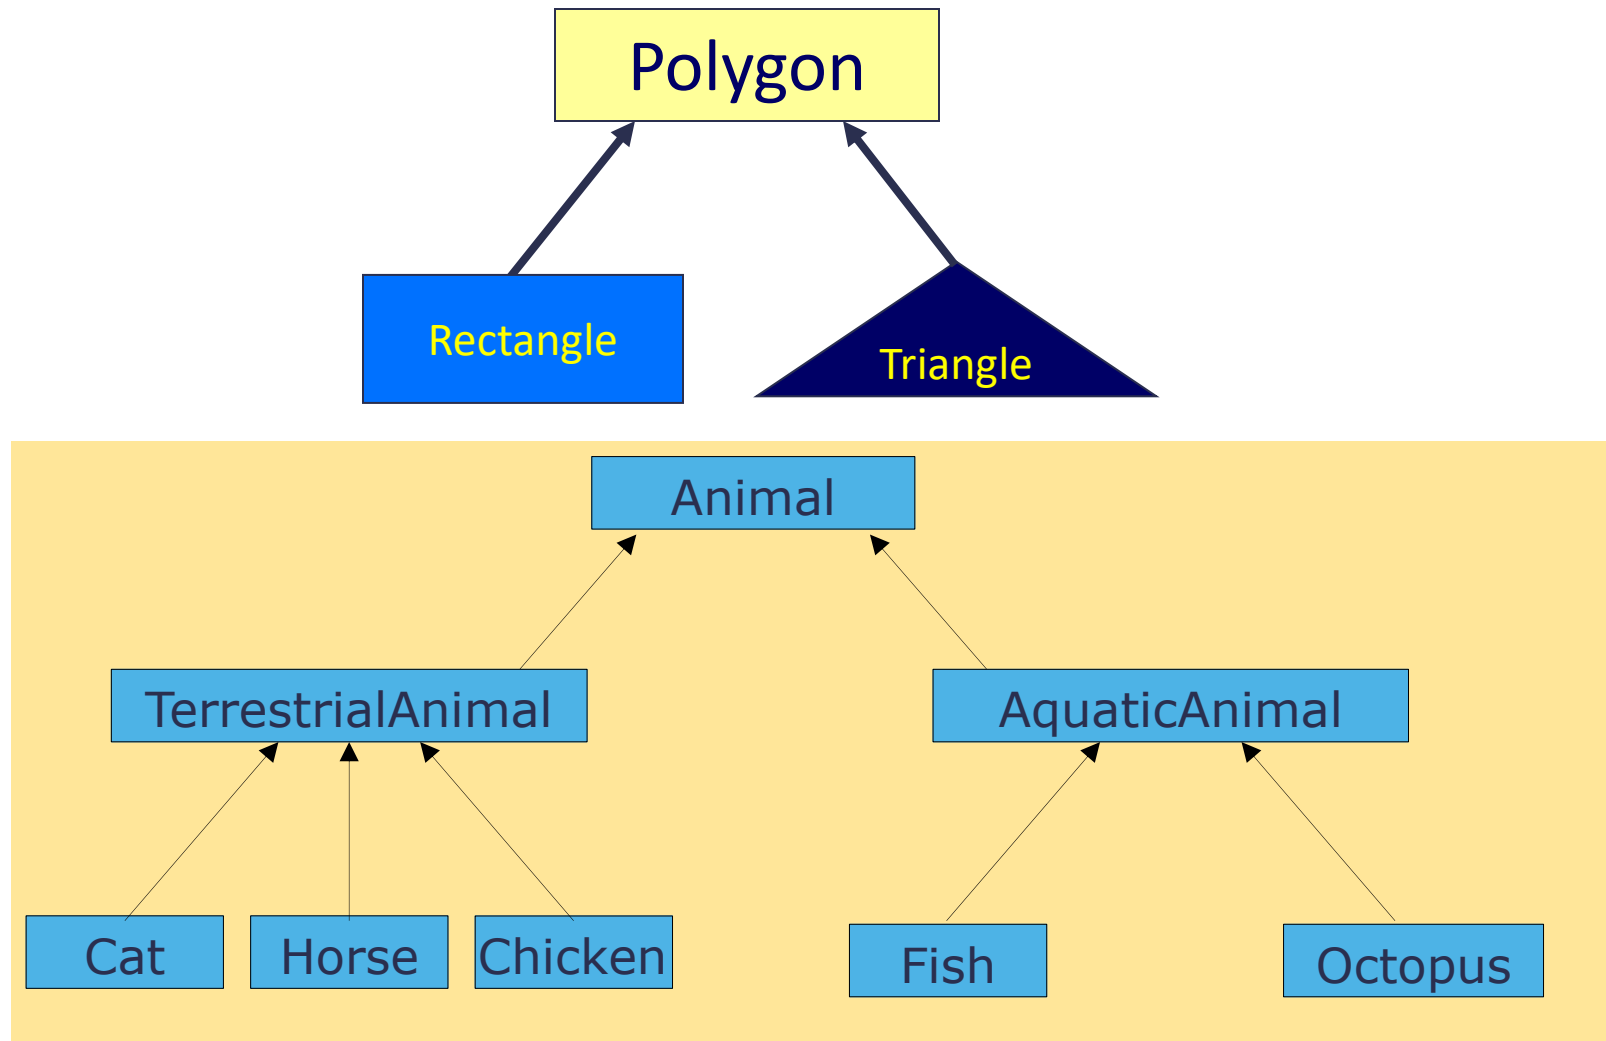 Polygon
Rectangle
Triangle
Animal
TerrestrialAnimal
AquaticAnimal
Cat
Horse
Chicken
Fish
Octopus